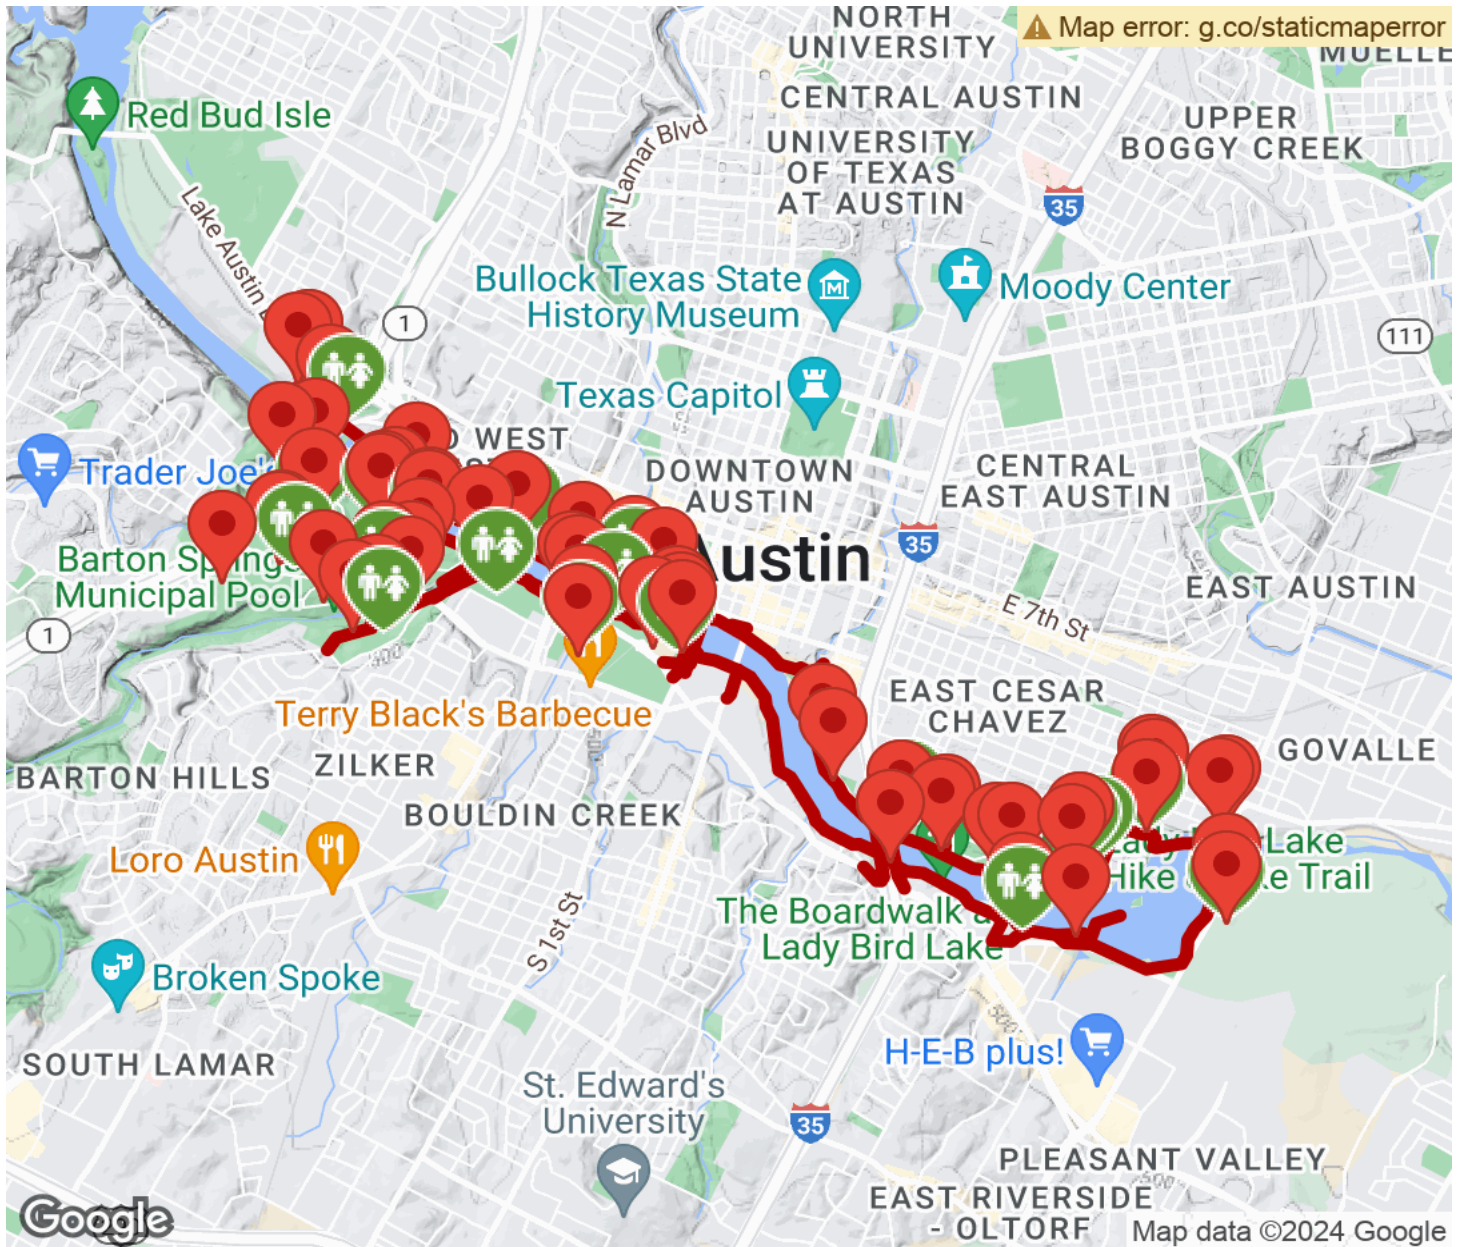 NORTH
UNIVERSITY
Map error: g.co/staticmaperror
MUELLE
CENTRAL AUSTIN
Red Bud Isle
N Lamar Blvd
UNIVERSITY
OF TEXAS
AT AUSTIN
UPPER
BOGGY CREEK
35
Lake Austin
Bullock Texas State
History Museum
Moody Center
1
111
Texas Capitol
WEST
Trader Joe's
DOWNTOWN
AUSTIN
CENTRAL
EAST AUSTIN
35
Austin
Barton Springs
Municipal Pool
EAST AUSTIN
E 7th St
1
Terry Black's Barbecue
EAST CESAR
CHAVEZ
ZILKER
BARTON HILLS
GOVALLE
BOULDIN CREEK
Loro Austin
Lake
Hike Trail
The Boardwalk
Lady Bird Lake
S 1st St
Broken Spoke
500
H-E-B plus!
SOUTH LAMAR
St. Edward's
University
35
PLEASANT VALLEY
EAST RIVERSIDE
- OLTORF
Google
Map data ©2024 Google